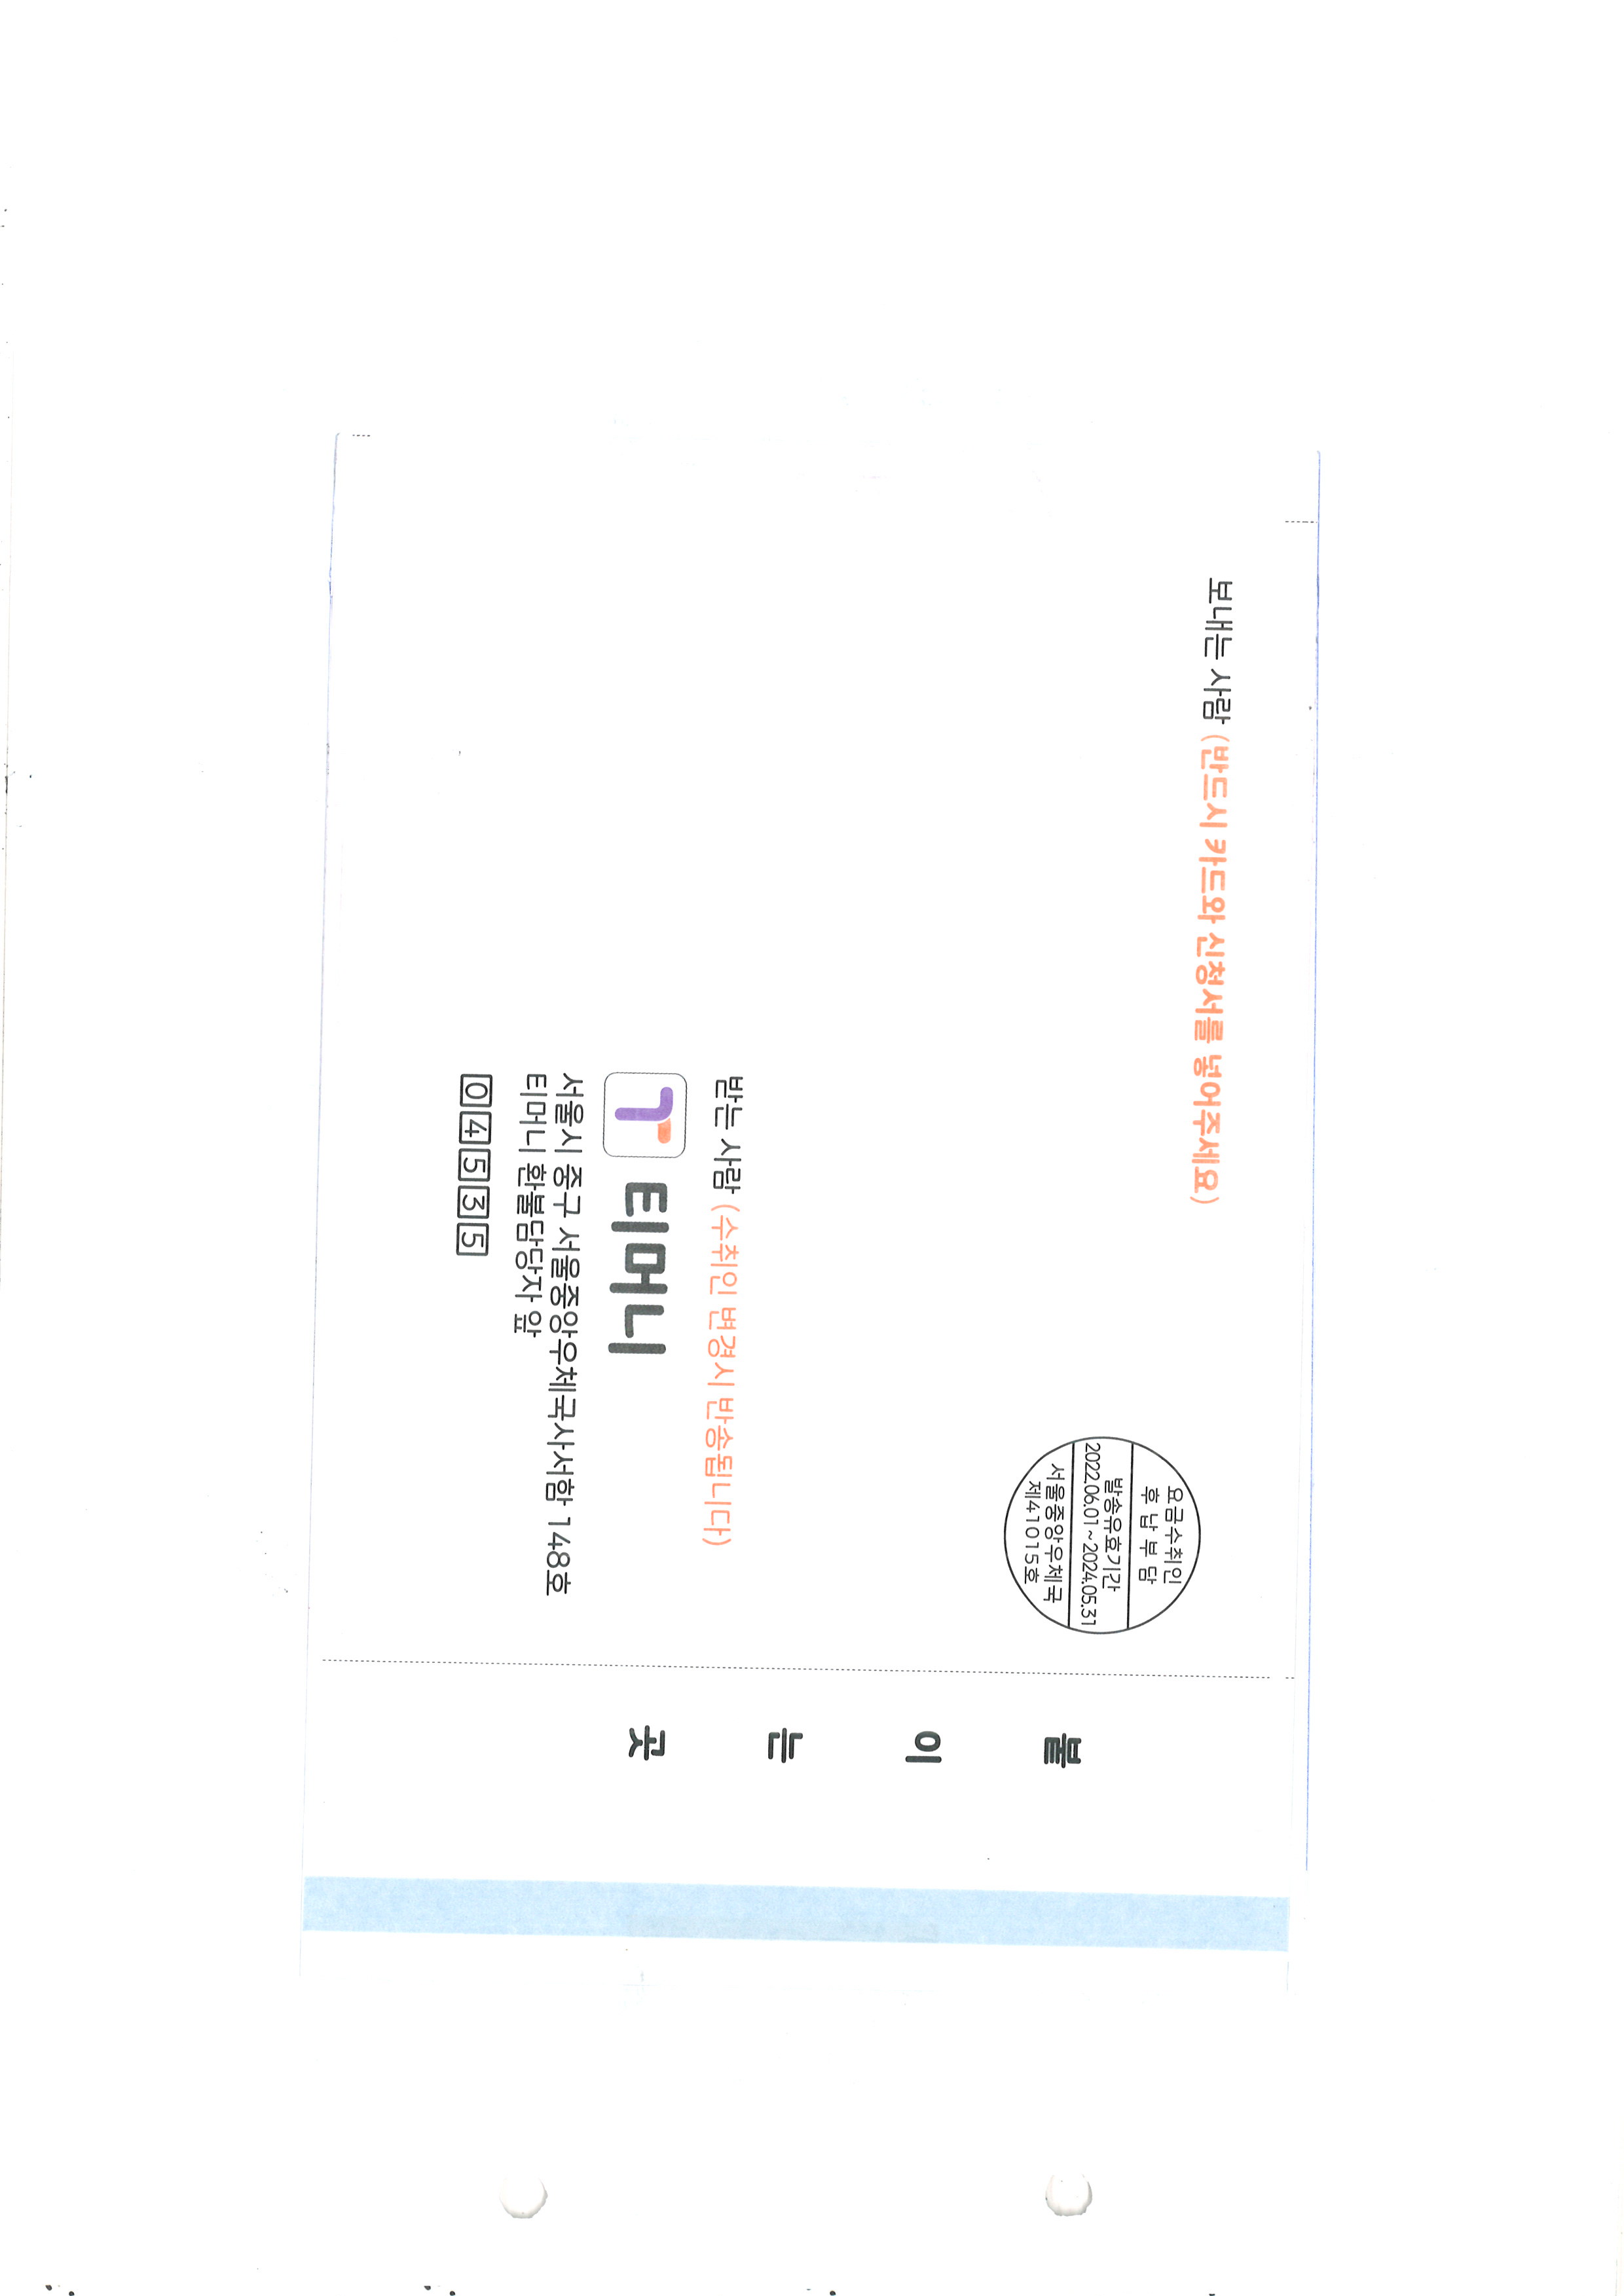 보내는 사람 (반드시 카드와 신청서를 넣어주세요)
요금수취인
후납부담
발송유효기간
2022.06.01~2024.05.31
서울중앙우체국
제41015호
받는 사람 (수취인 변경시 반송됩니다)
티머니
서울시 중구 서울중앙우체국사서함 148호
티머니 환불담당자 앞
04535
붙이는곳